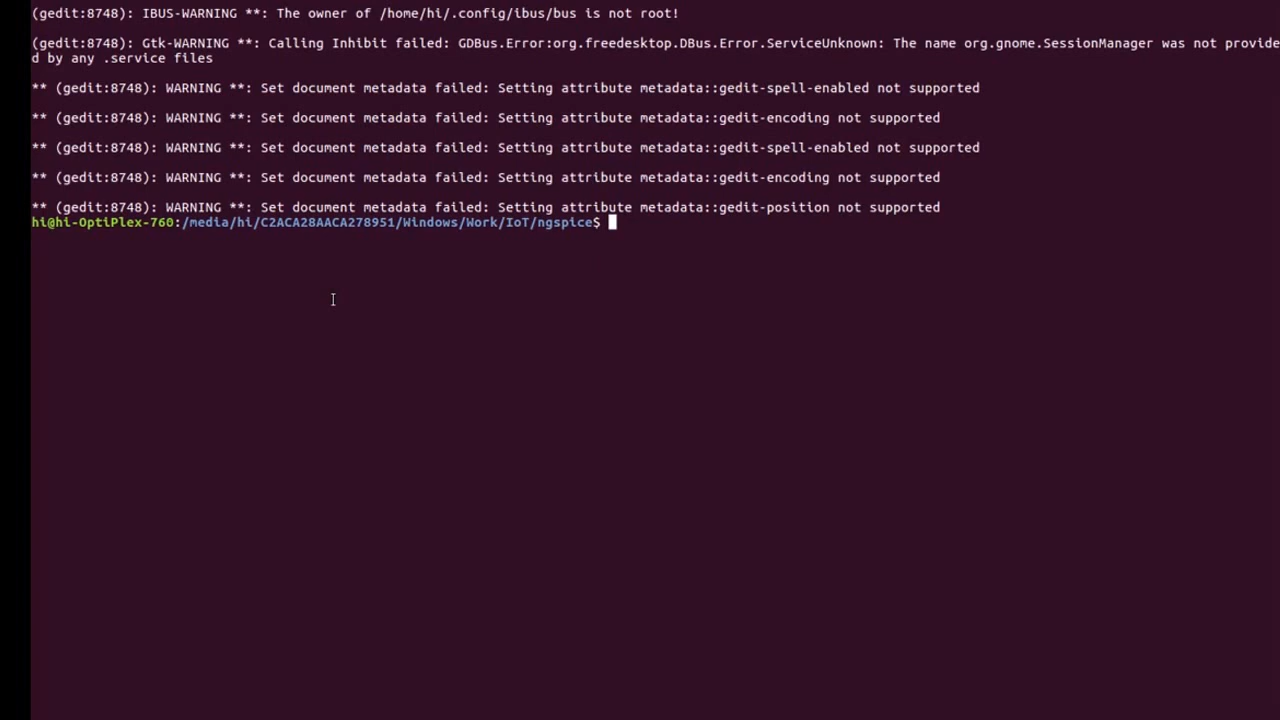 (gedit:8748): IBUS-WARNING **: The owner of /home/hi/.config/ibus/bus is not root!
(gedit:8748): Gtk-WARNING **: Calling Inhibit failed: GDBus.Error:org.freedesktop.DBus.Error.ServiceUnknown: The name org.gnome.SessionManager was not provide
d by any .service files
** (gedit:8748): WARNING **: Set document metadata failed: Setting attribute metadata::gedit-spell-enabled not supported
** (gedit:8748): WARNING **: Set document metadata failed: Setting attribute metadata::gedit-encoding not supported
** (gedit:8748): WARNING **: Set document metadata failed: Setting attribute metadata::gedit-spell-enabled not supported
** (gedit:8748): WARNING **: Set document metadata failed: Setting attribute metadata::gedit-encoding not supported
** (gedit:8748): WARNING **: Set document metadata failed: Setting attribute metadata::gedit-position not supported
hi@hi-OptiPlex-760:/media/hi/C2ACA28AACA278951/Windows/Work/IoT/ngspice$